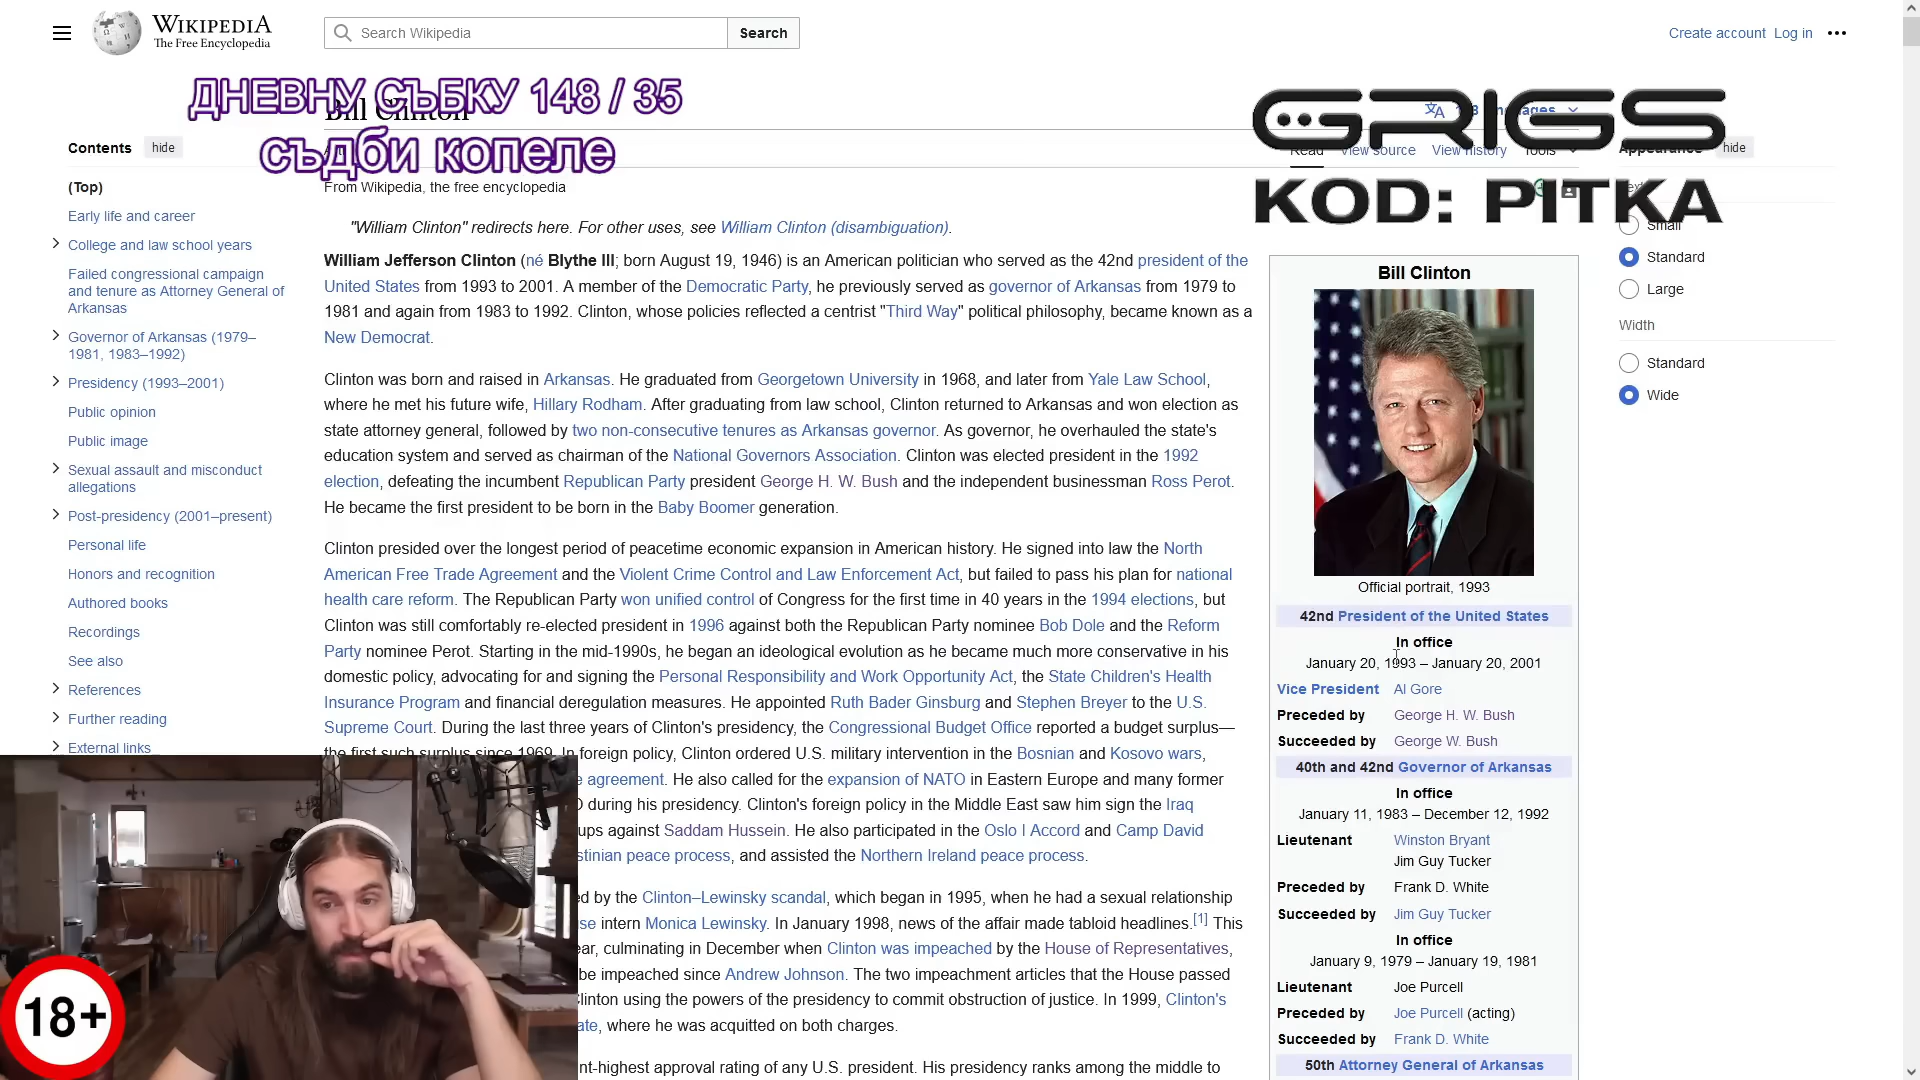 WIKIPEDIA
The Free Encyclopedia
Search Wikipedia
Search
Create account
Log in
ДНЕВНУ СЪБКУ 148 / 35
съдби копеле
GRIGS
KOD: PITKA
Bill Clinton
Contents
hide
(Top)
Early life and career
College and law school years
Failed congressional campaign
and tenure as Attorney General of
Arkansas
Governor of Arkansas (1979–
1981, 1983–1992)
Presidency (1993–2001)
Public opinion
Public image
Sexual assault and misconduct
allegations
Post-presidency (2001–present)
Personal life
Honors and recognition
Authored books
Recordings
See also
References
Further reading
External links
Read
View source
View history
Tools
From Wikipedia, the free encyclopedia
"William Clinton" redirects here. For other uses, see William Clinton (disambiguation).
William Jefferson Clinton (né Blythe III; born August 19, 1946) is an American politician who served as the 42nd president of the
United States from 1993 to 2001. A member of the Democratic Party, he previously served as governor of Arkansas from 1979 to
1981 and again from 1983 to 1992. Clinton, whose policies reflected a centrist "Third Way" political philosophy, became known as a
New Democrat.
Clinton was born and raised in Arkansas. He graduated from Georgetown University in 1968, and later from Yale Law School,
where he met his future wife, Hillary Rodham. After graduating from law school, Clinton returned to Arkansas and won election as
state attorney general, followed by two non-consecutive tenures as Arkansas governor. As governor, he overhauled the state's
education system and served as chairman of the National Governors Association. Clinton was elected president in the 1992
election, defeating the incumbent Republican Party president George H. W. Bush and the independent businessman Ross Perot.
He became the first president to be born in the Baby Boomer generation.
Clinton presided over the longest period of peacetime economic expansion in American history. He signed into law the North
American Free Trade Agreement and the Violent Crime Control and Law Enforcement Act, but failed to pass his plan for national
health care reform. The Republican Party won unified control of Congress for the first time in 40 years in the 1994 elections, but
Clinton was still comfortably re-elected president in 1996 against both the Republican Party nominee Bob Dole and the Reform
Party nominee Perot. Starting in the mid-1990s, he began an ideological evolution as he became much more conservative in his
domestic policy, advocating for and signing the Personal Responsibility and Work Opportunity Act, the State Children's Health
Insurance Program and financial deregulation measures. He appointed Ruth Bader Ginsburg and Stephen Breyer to the U.S.
Supreme Court. During the last three years of Clinton's presidency, the Congressional Budget Office reported a budget surplus—
the first such surplus since 1969. In foreign policy, Clinton ordered U.S. military intervention in the Bosnian and Kosovo wars,
agreement. He also called for the expansion of NATO in Eastern Europe and many former
during his presidency. Clinton's foreign policy in the Middle East saw him sign the Iraq
ups against Saddam Hussein. He also participated in the Oslo I Accord and Camp David
stinian peace process, and assisted the Northern Ireland peace process.
ed by the Clinton–Lewinsky scandal, which began in 1995, when he had a sexual relationship
se intern Monica Lewinsky. In January 1998, news of the affair made tabloid headlines.[1] This
ear, culminating in December when Clinton was impeached by the House of Representatives,
be impeached since Andrew Johnson. The two impeachment articles that the House passed
Clinton using the powers of the presidency to commit obstruction of justice. In 1999, Clinton's
ate, where he was acquitted on both charges.
nt-highest approval rating of any U.S. president. His presidency ranks among the middle to
Bill Clinton
Official portrait, 1993
42nd President of the United States
In office
January 20, 1993 – January 20, 2001
Vice President Al Gore
Preceded by George H. W. Bush
Succeeded by George W. Bush
40th and 42nd Governor of Arkansas
In office
January 11, 1983 – December 12, 1992
Lieutenant Winston Bryant
Jim Guy Tucker
Preceded by Frank D. White
Succeeded by Jim Guy Tucker
In office
January 9, 1979 – January 19, 1981
Lieutenant Joe Purcell
Preceded by Joe Purcell (acting)
Succeeded by Frank D. White
50th Attorney General of Arkansas
Appearance
hide
Small
Standard
Large
Width
Standard
Wide
18+